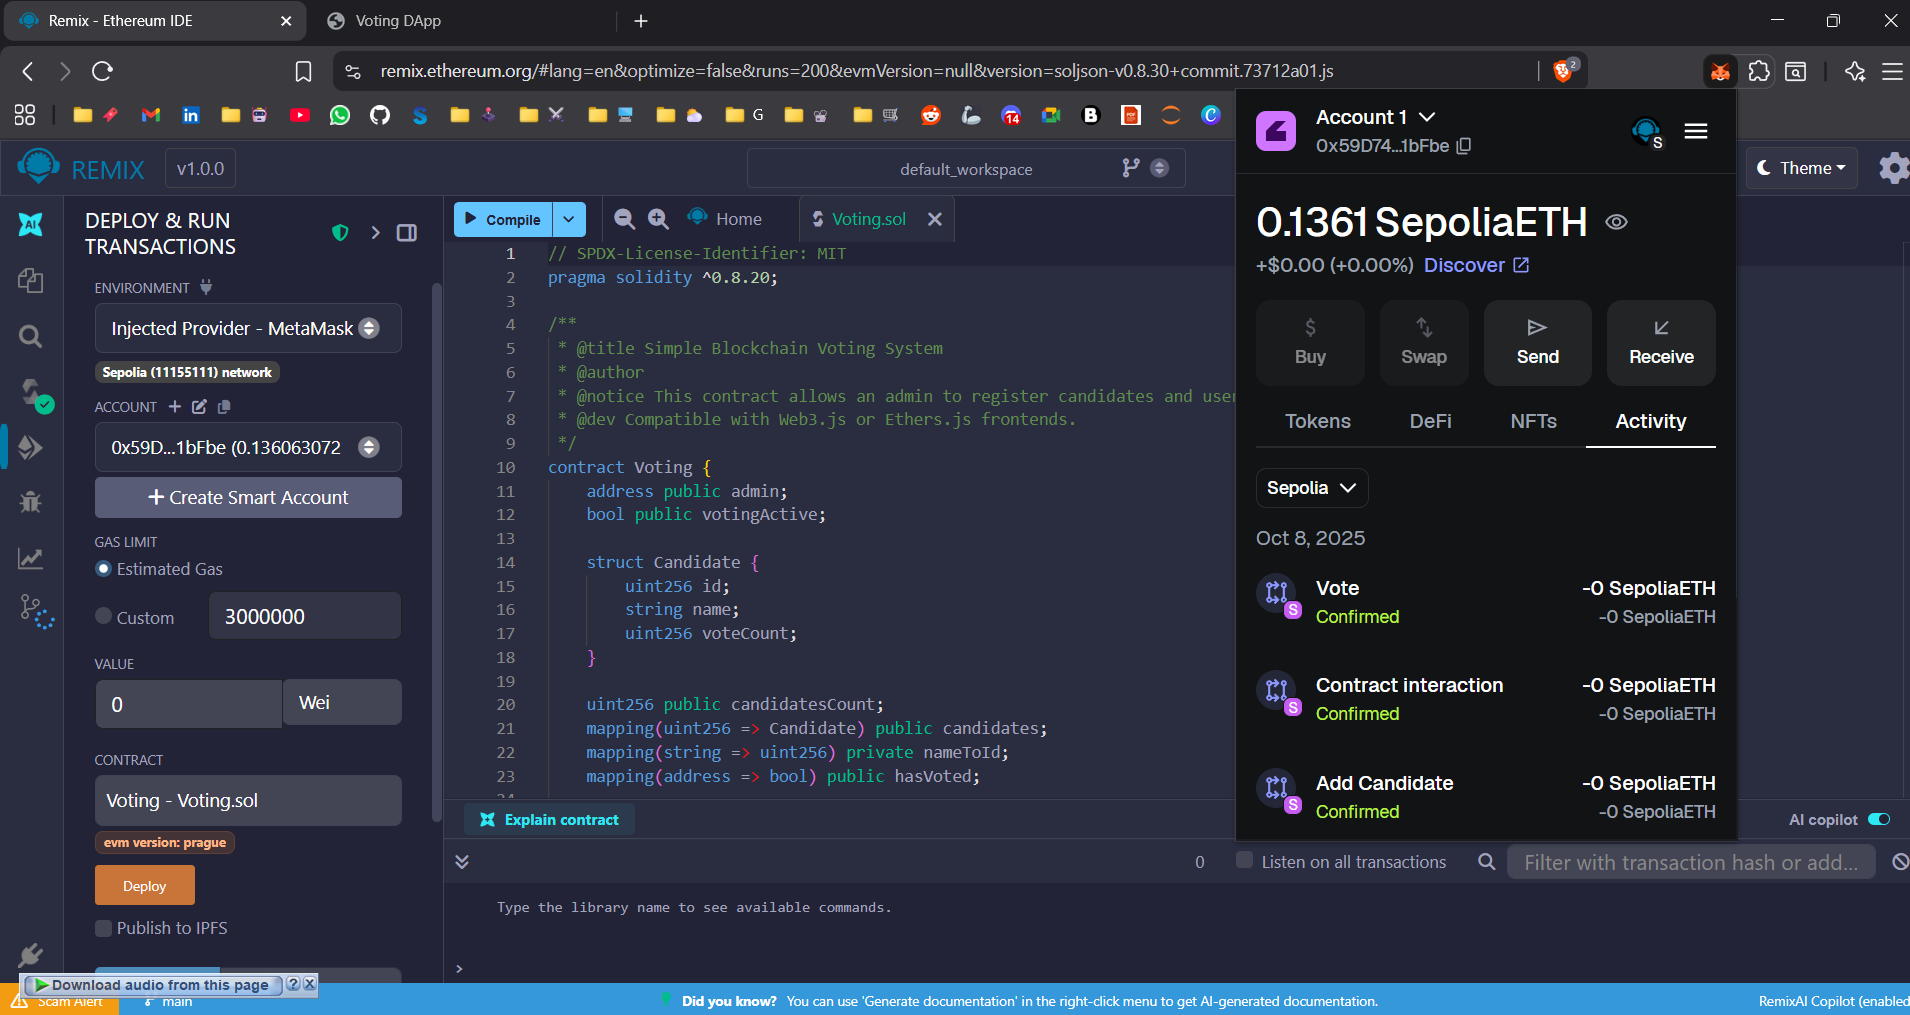 Remix - Ethereum IDE
Voting DApp
remix.ethereum.org/#lang=en&optimize=false&runs=200&evmVersion=null&version=soljson-v0.8.30+commit.73712a01.js
2
G
14
REMIX
v1.0.0
default_workspace
Theme
DEPLOY & RUN
TRANSACTIONS
ENVIRONMENT
Injected Provider - MetaMask
Sepolia (11155111) network
ACCOUNT
0x59D...1bFbe (0.136063072
Create Smart Account
GAS LIMIT
Estimated Gas
Custom
3000000
VALUE
0
Wei
CONTRACT
Voting - Voting.sol
evm version: prague
Deploy
Publish to IPFS
Compile
Home
Voting.sol
1 // SPDX-License-Identifier: MIT
2 pragma solidity ^0.8.20;
3
4 /**
5 * @title Simple Blockchain Voting System
6 * @author
7 * @notice This contract allows an admin to register candidates and user
8 * @dev Compatible with Web3.js or Ethers.js frontends.
9 */
10 contract Voting {
11 address public admin;
12 bool public votingActive;
13
14 struct Candidate {
15 uint256 id;
16 string name;
17 uint256 voteCount;
18 }
19
20 uint256 public candidatesCount;
21 mapping(uint256 => Candidate) public candidates;
22 mapping(string => uint256) private nameToId;
23 mapping(address => bool) public hasVoted;
Explain contract
AI copilot
0
Listen on all transactions
Filter with transaction hash or add...
Type the library name to see available commands.
>
Account 1
0x59D74...1bFbe
S
0.1361 SepoliaETH
+$0.00 (+0.00%) Discover
Buy
Swap
Send
Receive
Tokens
DeFi
NFTs
Activity
Sepolia
Oct 8, 2025
Vote
-0 SepoliaETH
S
Confirmed
-0 SepoliaETH
Contract interaction
-0 SepoliaETH
S
Confirmed
-0 SepoliaETH
Add Candidate
-0 SepoliaETH
S
Confirmed
-0 SepoliaETH
Download audio from this page
? X
Scam Alert
main
Did you know? You can use 'Generate documentation' in the right-click menu to get AI-generated documentation.
RemixAI Copilot (enabled